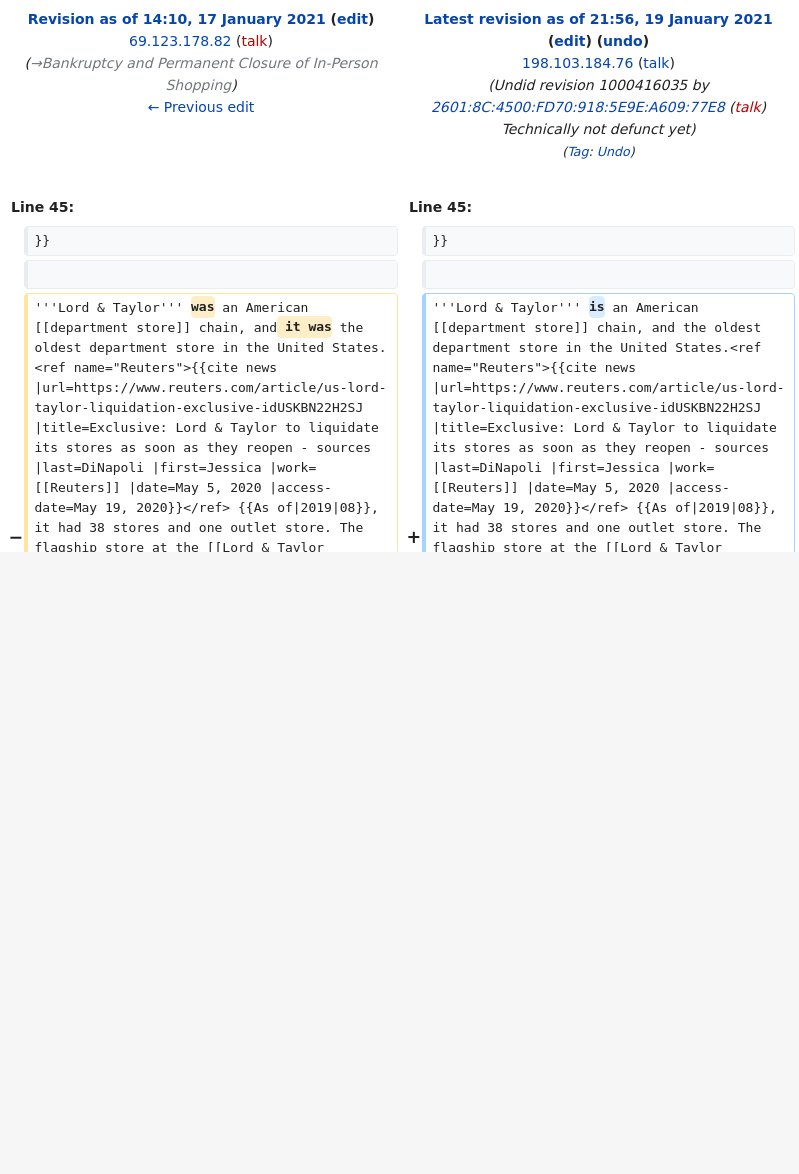 Revision as of 14:10, 17 January 2021 (edit)
69.123.178.82 (talk)
(→Bankruptcy and Permanent Closure of In-Person
Shopping)
← Previous edit
Latest revision as of 21:56, 19 January 2021
(edit) (undo)
198.103.184.76 (talk)
(Undid revision 1000416035 by
2601:8C:4500:FD70:918:5E9E:A609:77E8 (talk)
Technically not defunct yet)
(Tag: Undo)
Line 45:
}}
'''Lord & Taylor''' was an American
[[department store]] chain, and it was the
oldest department store in the United States.
<ref name="Reuters">{{cite news
|url=https://www.reuters.com/article/us-lord-
taylor-liquidation-exclusive-idUSKBN22H2SJ
|title=Exclusive: Lord & Taylor to liquidate
its stores as soon as they reopen - sources
|last=DiNapoli |first=Jessica |work=
[[Reuters]] |date=May 5, 2020 |access-
date=May 19, 2020}}</ref> {{As of|2019|08}},
− it had 38 stores and one outlet store. The
flagship store at the [[Lord & Taylor
Line 45:
}}
'''Lord & Taylor''' is an American
[[department store]] chain, and the oldest
department store in the United States.<ref
name="Reuters">{{cite news
|url=https://www.reuters.com/article/us-lord-
taylor-liquidation-exclusive-idUSKBN22H2SJ
|title=Exclusive: Lord & Taylor to liquidate
its stores as soon as they reopen - sources
|last=DiNapoli |first=Jessica |work=
[[Reuters]] |date=May 5, 2020 |access-
date=May 19, 2020}}</ref> {{As of|2019|08}},
+ it had 38 stores and one outlet store. The
flagship store at the [[Lord & Taylor